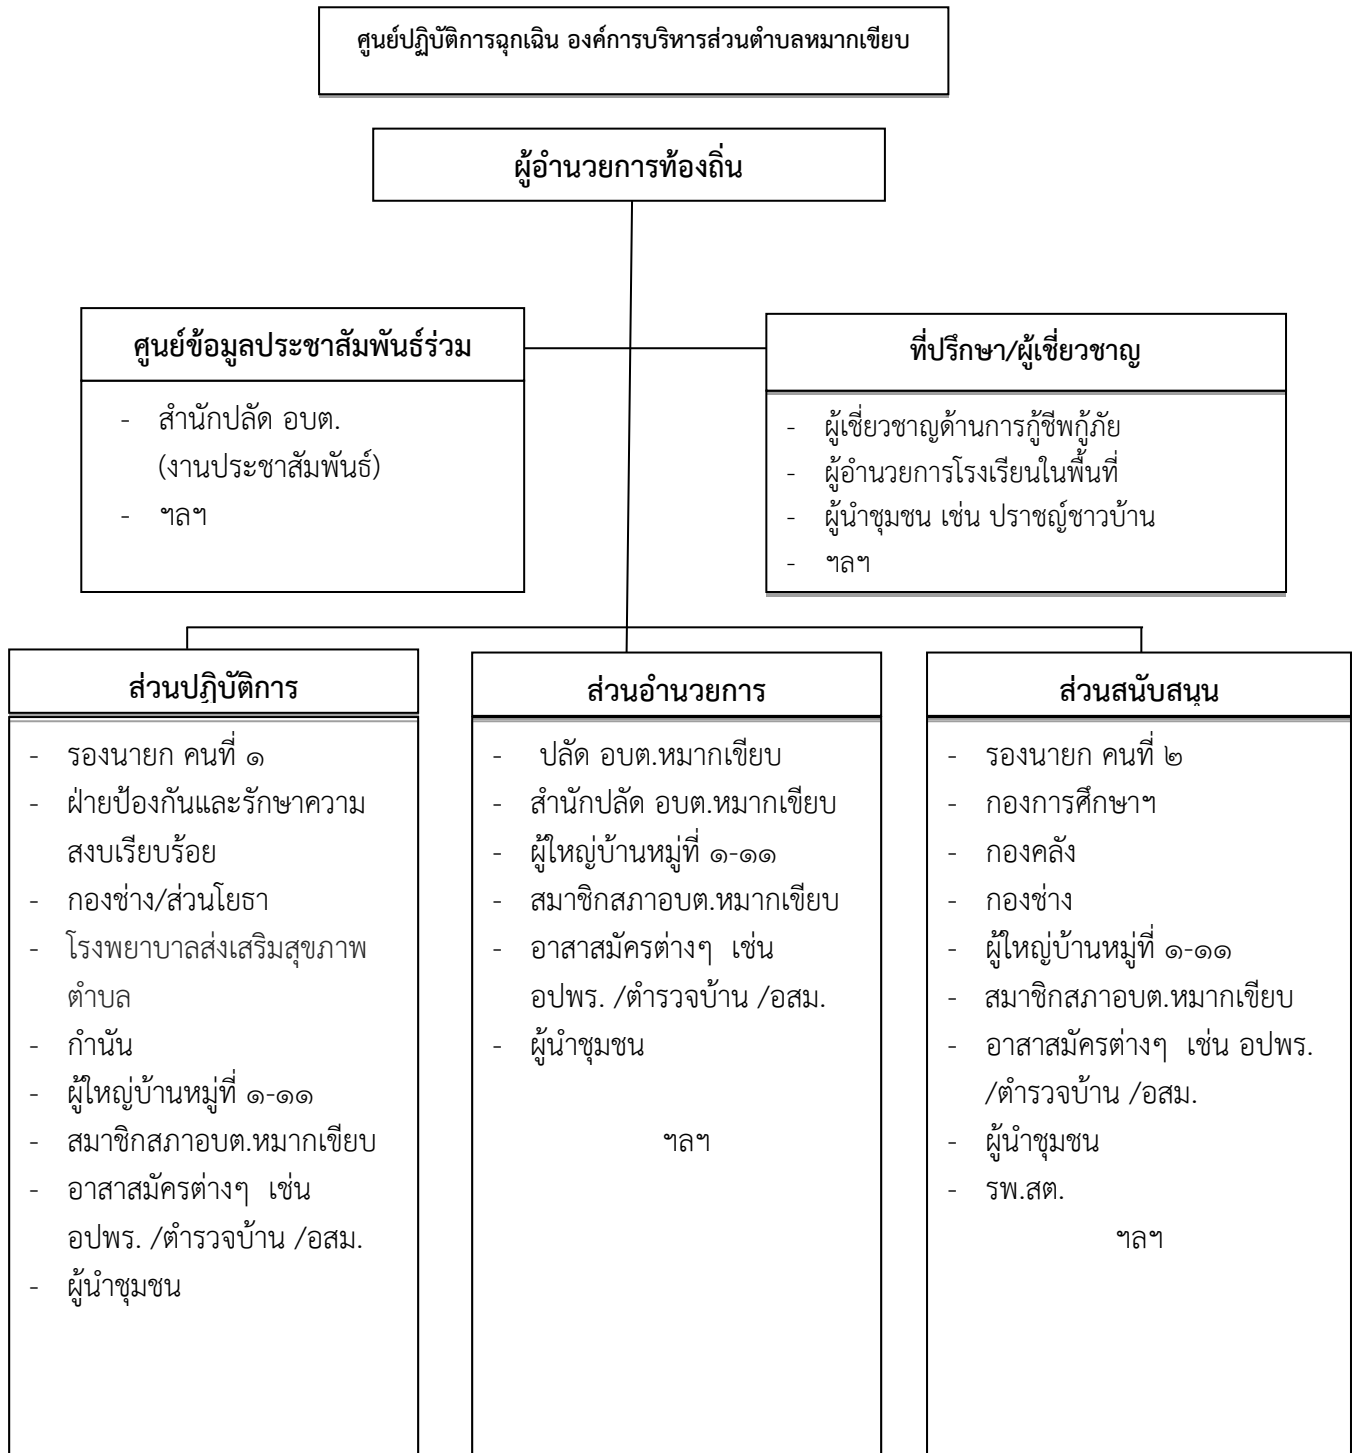 ศูนย์ปฏิบัติการฉุกเฉิน องค์การบริหารส่วนตำบลหมากเขียบ
ผู้อำนวยการท้องถิ่น
ศูนย์ข้อมูลประชาสัมพันธ์ร่วม
- สำนักปลัด อบต.
(งานประชาสัมพันธ์)
- ฯลฯ
ที่ปรึกษา/ผู้เชี่ยวชาญ
- ผู้เชี่ยวชาญด้านการกู้ชีพกู้ภัย
- ผู้อำนวยการโรงเรียนในพื้นที่
- ผู้นำชุมชน เช่น ปราชญ์ชาวบ้าน
- ฯลฯ
ส่วนปฏิบัติการ
- รองนายก คนที่ ๑
- ฝ่ายป้องกันและรักษาความ
สงบเรียบร้อย
- กองช่าง/ส่วนโยธา
- โรงพยาบาลส่งเสริมสุขภาพ
ตำบล
- กำนัน
- ผู้ใหญ่บ้านหมู่ที่ ๑-๑๑
- สมาชิกสภาอบต.หมากเขียบ
- อาสาสมัครต่างๆ เช่น
อปพร. /ตำรวจบ้าน /อสม.
- ผู้นำชุมชน
ส่วนอำนวยการ
- ปลัด อบต.หมากเขียบ
- สำนักปลัด อบต.หมากเขียบ
- ผู้ใหญ่บ้านหมู่ที่ ๑-๑๑
- สมาชิกสภาอบต.หมากเขียบ
- อาสาสมัครต่างๆ เช่น
อปพร. /ตำรวจบ้าน /อสม.
- ผู้นำชุมชน
ฯลฯ
ส่วนสนับสนุน
- รองนายก คนที่ ๒
- กองการศึกษาฯ
- กองคลัง
- กองช่าง
- ผู้ใหญ่บ้านหมู่ที่ ๑-๑๑
- สมาชิกสภาอบต.หมากเขียบ
- อาสาสมัครต่างๆ เช่น อปพร.
/ตำรวจบ้าน /อสม.
- ผู้นำชุมชน
- รพ.สต.
ฯลฯ